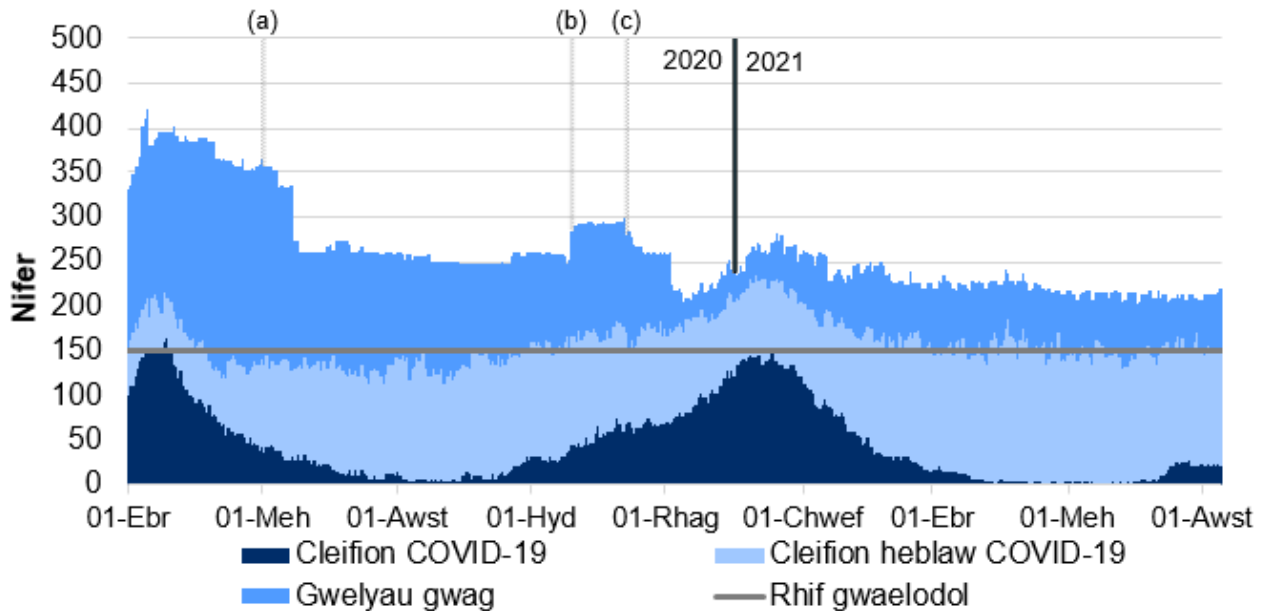 (a) (b) (c)
500
2020 2021
450
400
350
300
250
200
150
100
50
0
Nifer
01-Ebr 01-Meh 01-Awst 01-Hyd 01-Rhag 01-Chwef 01-Ebr 01-Meh 01-Awst
Cleifion COVID-19 Cleifion heblaw COVID-19
Gwelyau gwag Rhif gwaelodol